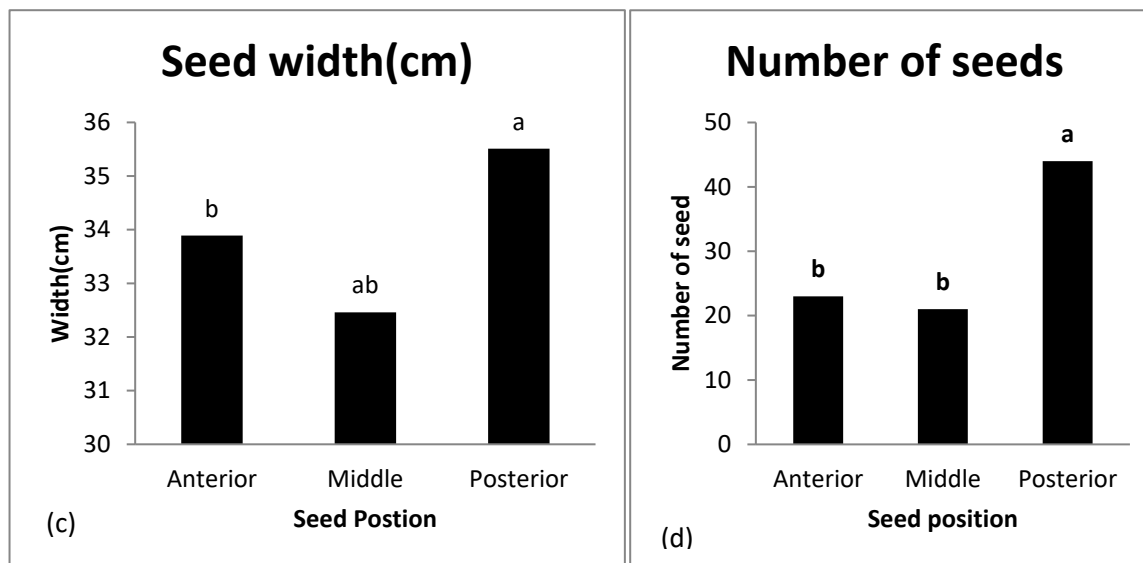 Seed width(cm)
Width(cm)
36
35
34
33
32
31
30
b
ab
a
Anterior Middle Posterior
Seed Postion
(c)
Number of seeds
Number of seed
50
40
30
20
10
0
b
b
a
Anterior Middle Posterior
Seed position
(d)